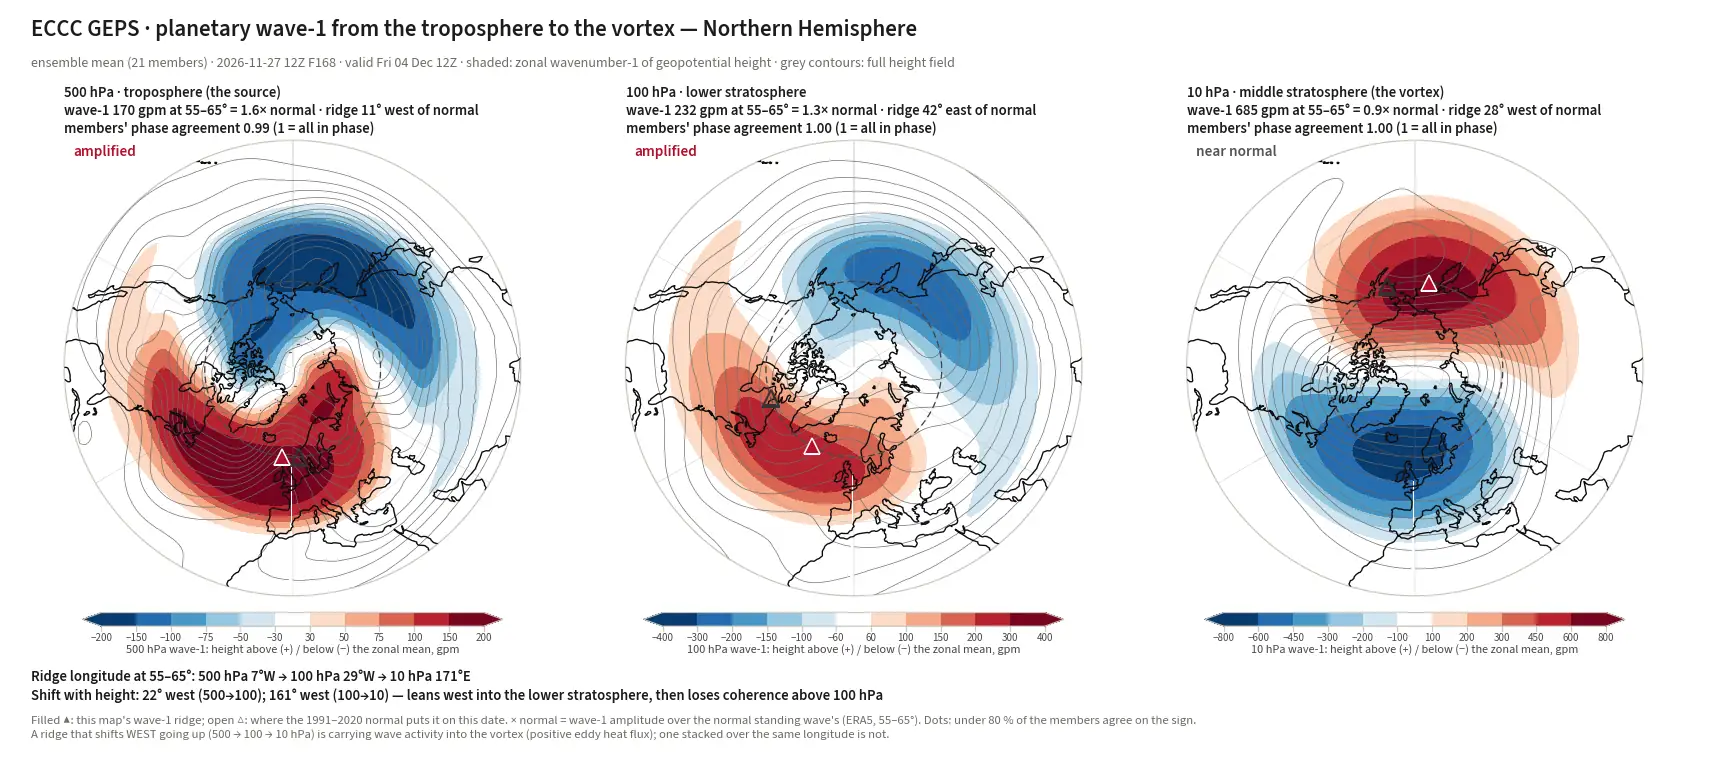 ECCC GEPS · planetary wave-1 from the troposphere to the vortex — Northern Hemisphere
ensemble mean (21 members) · 2026-11-27 12Z F168 · valid Fri 04 Dec 12Z · shaded: zonal wavenumber-1 of geopotential height · grey contours: full height field
500 hPa · troposphere (the source)
wave-1 170 gpm at 55–65° = 1.6× normal · ridge 11° west of normal
members' phase agreement 0.99 (1 = all in phase)
amplified
100 hPa · lower stratosphere
wave-1 232 gpm at 55–65° = 1.3× normal · ridge 42° east of normal
members' phase agreement 1.00 (1 = all in phase)
amplified
10 hPa · middle stratosphere (the vortex)
wave-1 685 gpm at 55–65° = 0.9× normal · ridge 28° west of normal
members' phase agreement 1.00 (1 = all in phase)
near normal
−200 −150 −100 −75 −50 −30 30 50 75 100 150 200
500 hPa wave-1: height above (+) / below (−) the zonal mean, gpm
−400 −300 −200 −150 −100 −60 60 100 150 200 300 400
100 hPa wave-1: height above (+) / below (−) the zonal mean, gpm
−800 −600 −450 −300 −200 −100 100 200 300 450 600 800
10 hPa wave-1: height above (+) / below (−) the zonal mean, gpm
Ridge longitude at 55–65°: 500 hPa 7°W → 100 hPa 29°W → 10 hPa 171°E
Shift with height: 22° west (500→100); 161° west (100→10) — leans west into the lower stratosphere, then loses coherence above 100 hPa
Filled ▲: this map's wave-1 ridge; open △: where the 1991–2020 normal puts it on this date. × normal = wave-1 amplitude over the normal standing wave's (ERA5, 55–65°). Dots: under 80 % of the members agree on the sign.
A ridge that shifts WEST going up (500 → 100 → 10 hPa) is carrying wave activity into the vortex (positive eddy heat flux); one stacked over the same longitude is not.